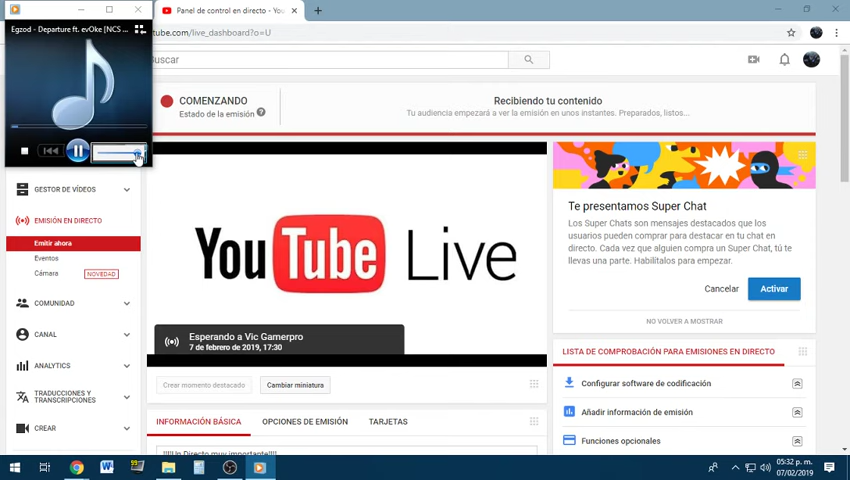 Panel de control en directo - You
Egzod - Departure ft. evOke [NCS ...
tube.com/live_dashboard?o=U
Buscar
COMENZANDO
Estado de la emisión
Recibiendo tu contenido
Tu audiencia empezará a ver la emisión en unos instantes. Preparados, listos...
GESTOR DE VÍDEOS
EMISIÓN EN DIRECTO
Emitir ahora
Eventos
Cámara
NOVEDAD
COMUNIDAD
CANAL
ANALYTICS
TRADUCCIONES Y
TRANSCRIPCIONES
CREAR
YouTube Live
Esperando a Vic Gamerpro
7 de febrero de 2019, 17:30
Crear momento destacado
Cambiar miniatura
INFORMACIÓN BÁSICA
OPCIONES DE EMISIÓN
TARJETAS
!!!!Un Directo muy importante!!!!
Te presentamos Super Chat
Los Super Chats son mensajes destacados que los
usuarios pueden comprar para destacar en tu chat en
directo. Cada vez que alguien compra un Super Chat, tú te
llevas una parte. Habilítalos para empezar.
Cancelar
Activar
NO VOLVER A MOSTRAR
LISTA DE COMPROBACIÓN PARA EMISIONES EN DIRECTO
Configurar software de codificación
Añadir información de emisión
Funciones opcionales
05:32 p. m.
07/02/2019